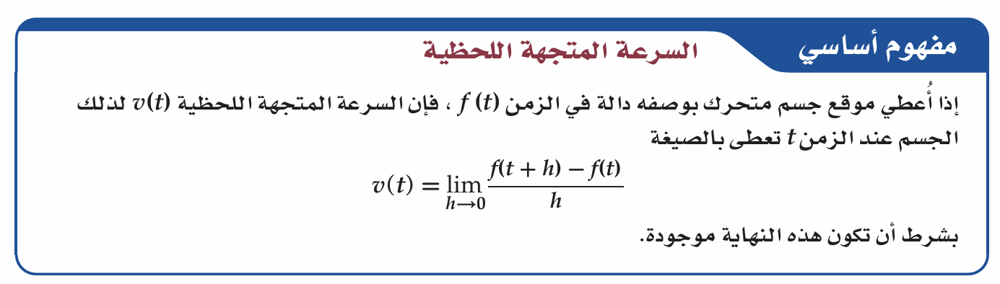 مفهوم أساسي
السرعة المتجهة اللحظية
إذا أُعطي موقع جسم متحرك بوصفه دالة في الزمن f (t) ، فإن السرعة المتجهة اللحظية v(t) لذلك
الجسم عند الزمن t تعطى بالصيغة
v(t) = lim h→0 f(t + h) − f(t) / h
بشرط أن تكون هذه النهاية موجودة.